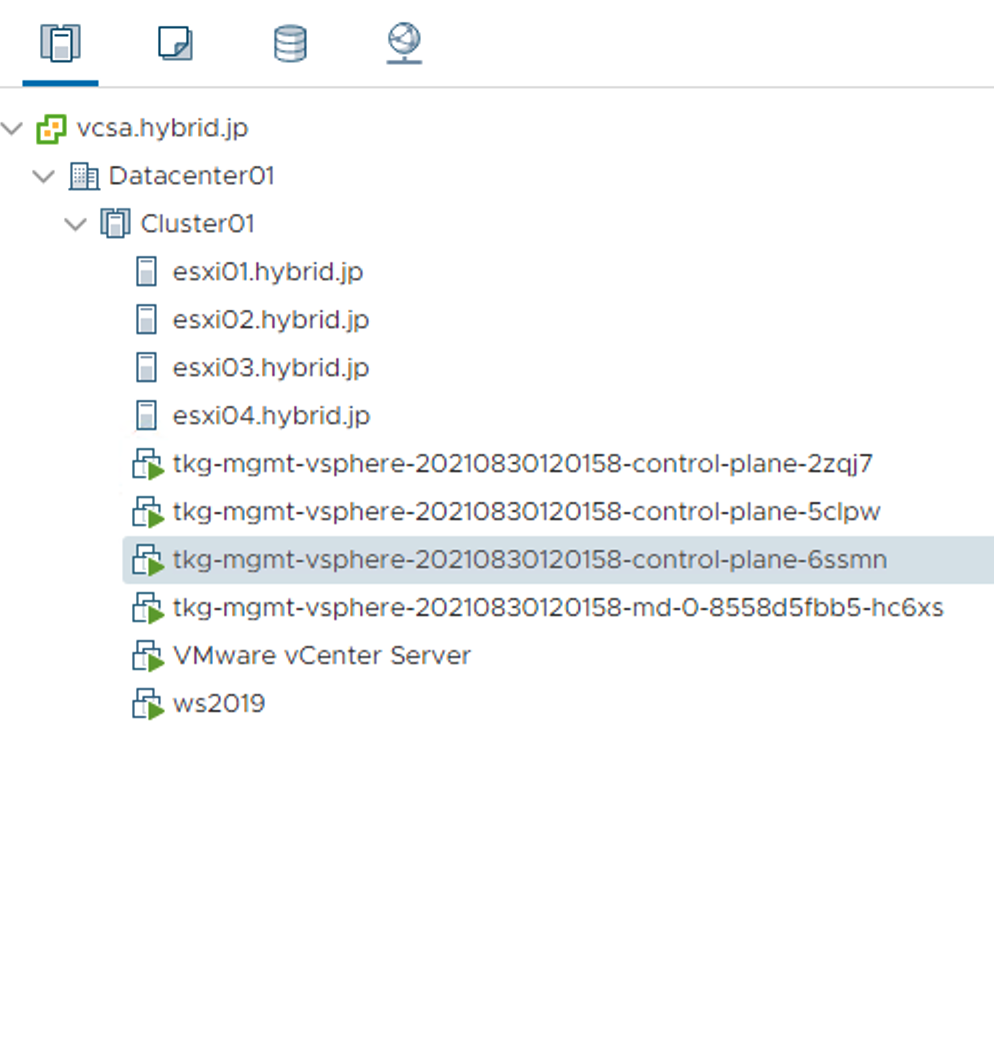 vcsa.hybrid.jp
Datacenter01
Cluster01
esxi01.hybrid.jp
esxi02.hybrid.jp
esxi03.hybrid.jp
esxi04.hybrid.jp
tkg-mgmt-vsphere-20210830120158-control-plane-2zqj7
tkg-mgmt-vsphere-20210830120158-control-plane-5clpw
tkg-mgmt-vsphere-20210830120158-control-plane-6ssmn
tkg-mgmt-vsphere-20210830120158-md-0-8558d5fbb5-hc6xs
VMware vCenter Server
ws2019